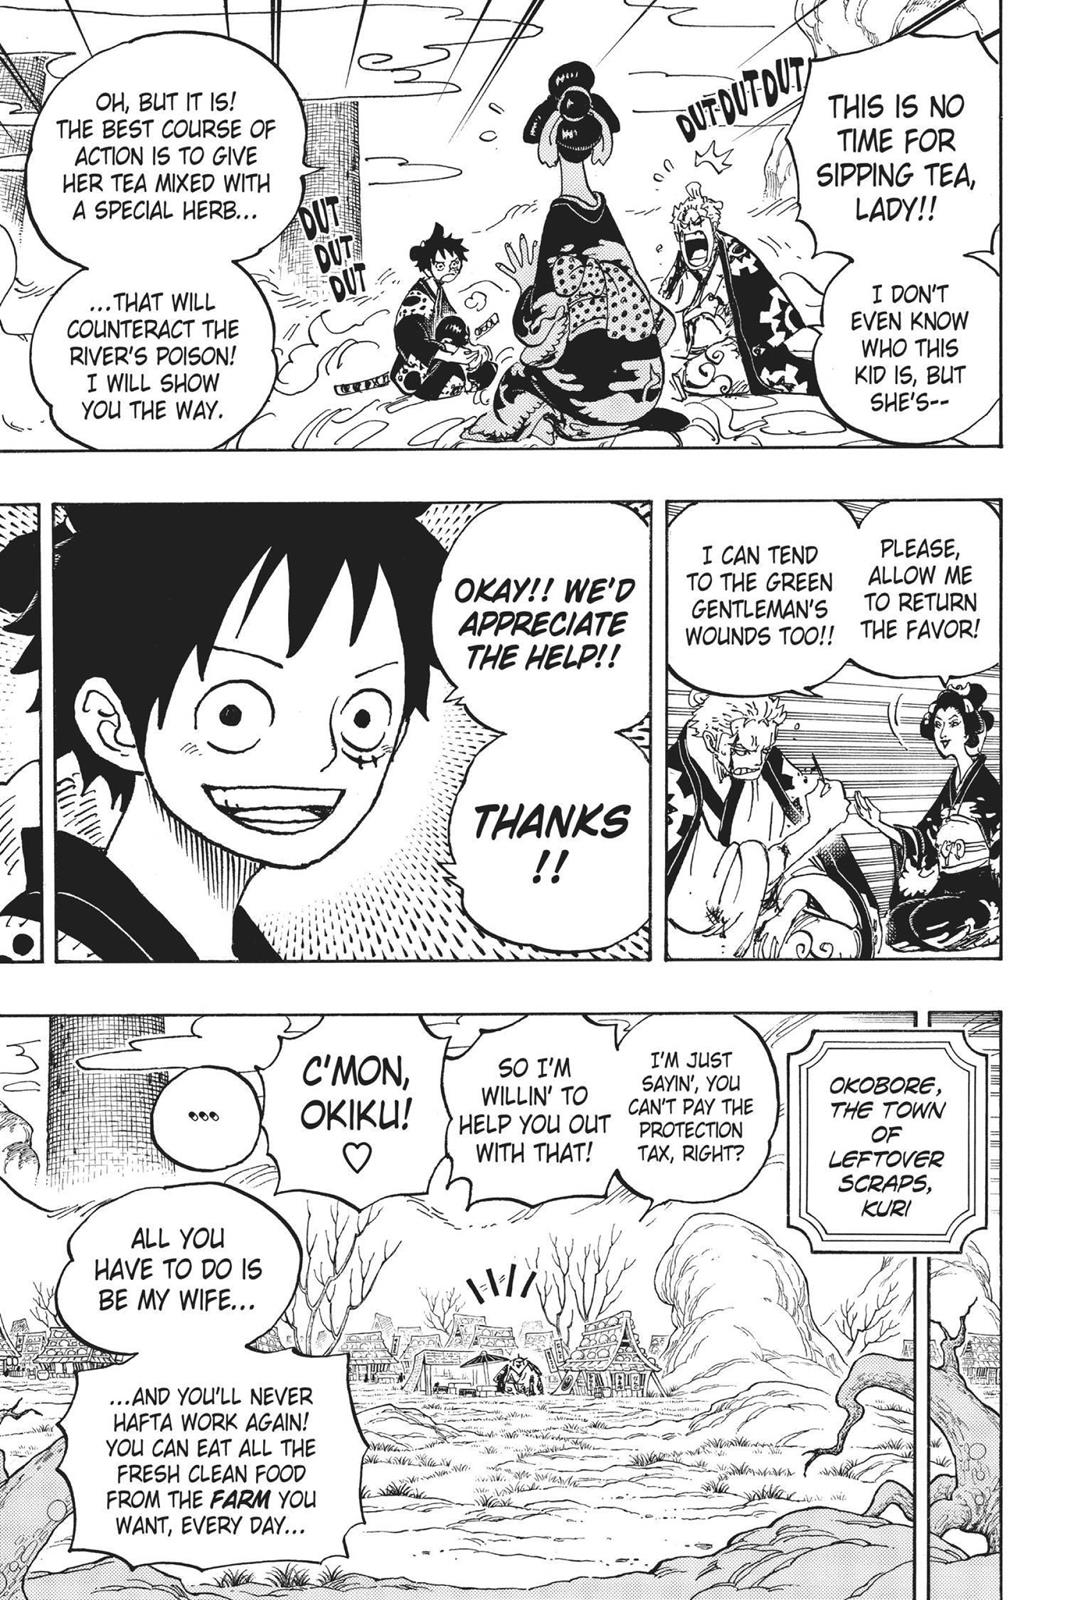 THIS IS NO
TIME FOR
SIPPING TEA,
LADY!!
I DON'T
EVEN KNOW
WHO THIS
KID IS, BUT
SHE'S--
DUT DUT DUT
OH, BUT IT IS!
THE BEST COURSE OF
ACTION IS TO GIVE
HER TEA MIXED WITH
A SPECIAL HERB...
...THAT WILL
COUNTERACT THE
RIVER'S POISON!
I WILL SHOW
YOU THE WAY.
DUT
DUT
DUT
PLEASE,
ALLOW ME
TO RETURN
THE FAVOR!
I CAN TEND
TO THE GREEN
GENTLEMAN'S
WOUNDS TOO!!
OKAY!! WE'D
APPRECIATE
THE HELP!!
THANKS
!!
OKOBORE,
THE TOWN
OF
LEFTOVER
SCRAPS,
KURI
I'M JUST
SAYIN', YOU
CAN'T PAY THE
PROTECTION
TAX, RIGHT?
SO I'M
WILLIN' TO
HELP YOU OUT
WITH THAT!
C'MON,
OKIKU!
♡
...
ALL YOU
HAVE TO DO IS
BE MY WIFE...
...AND YOU'LL NEVER
HAFTA WORK AGAIN!
YOU CAN EAT ALL THE
FRESH CLEAN FOOD
FROM THE FARM YOU
WANT, EVERY DAY...